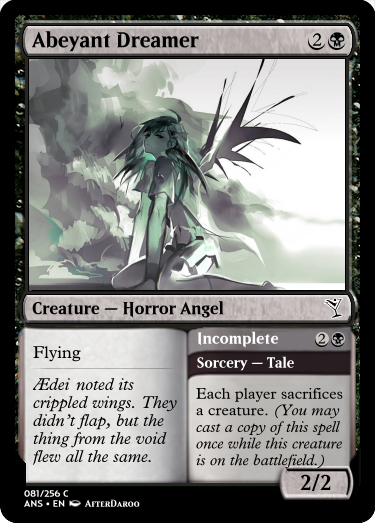 Abeyant Dreamer 2
Creature — Horror Angel
Flying
Ædei noted its
crippled wings. They
didn't flap, but the
thing from the void
flew all the same.
Incomplete 2
Sorcery — Tale
Each player sacrifices
a creature. (You may
cast a copy of this spell
once while this creature
is on the battlefield.)
2/2
081/256 C
ANS • EN AfterDaroo